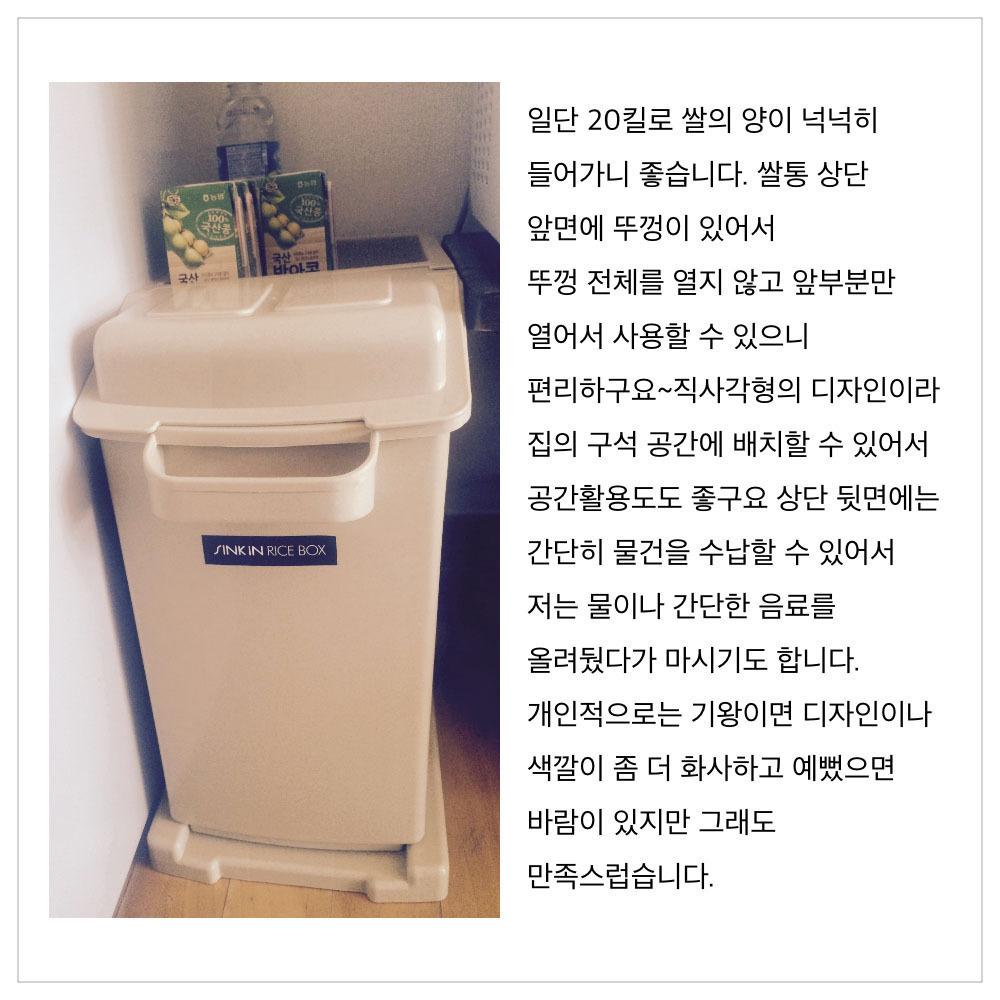 농협
농협
100%
국산콩
100%
국산콩
국산
국산
SINKIN RICE BOX
일단 20킬로 쌀의 양이 넉넉히
들어가니 좋습니다. 쌀통 상단
앞면에 뚜껑이 있어서
뚜껑 전체를 열지 않고 앞부분만
열어서 사용할 수 있으니
편리하구요~직사각형의 디자인이라
집의 구석 공간에 배치할 수 있어서
공간활용도도 좋구요 상단 뒷면에는
간단히 물건을 수납할 수 있어서
저는 물이나 간단한 음료를
올려뒀다가 마시기도 합니다.
개인적으로는 기왕이면 디자인이나
색깔이 좀 더 화사하고 예뻤으면
바람이 있지만 그래도
만족스럽습니다.